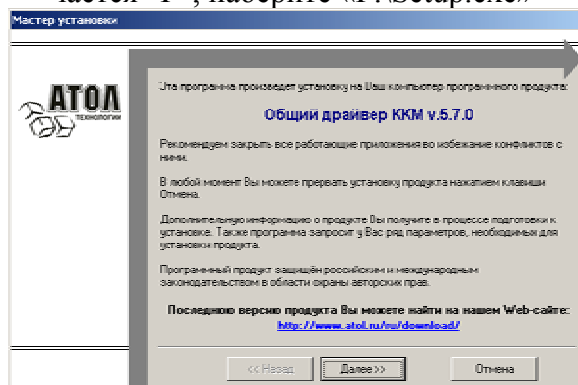 частся "F", наберите «F:\Setup.exe»
Мастер установки
АТОЛ
ТЕХНОЛОГИИ
Эта программа произведет установку на Ваш компьютер программного продукта:
Общий драйвер ККМ v.5.7.0
Рекомендуем закрыть все работающие приложения во избежание конфликтов с
ними.
В любой момент Вы можете прервать установку продукта нажатием клавиши
Отмена.
Дополнительную информацию о продукте Вы получите в процессе подготовки к
установке. Также программа запросит у Вас ряд параметров, необходимых для
установки продукта.
Программный продукт защищён российским и международным
законодательством в области охраны авторских прав.
Последнюю версию продукта Вы можете найти на нашем Web-сайте:
http://www.atol.ru/ru/download/
<< Назад
Далее >>
Отмена